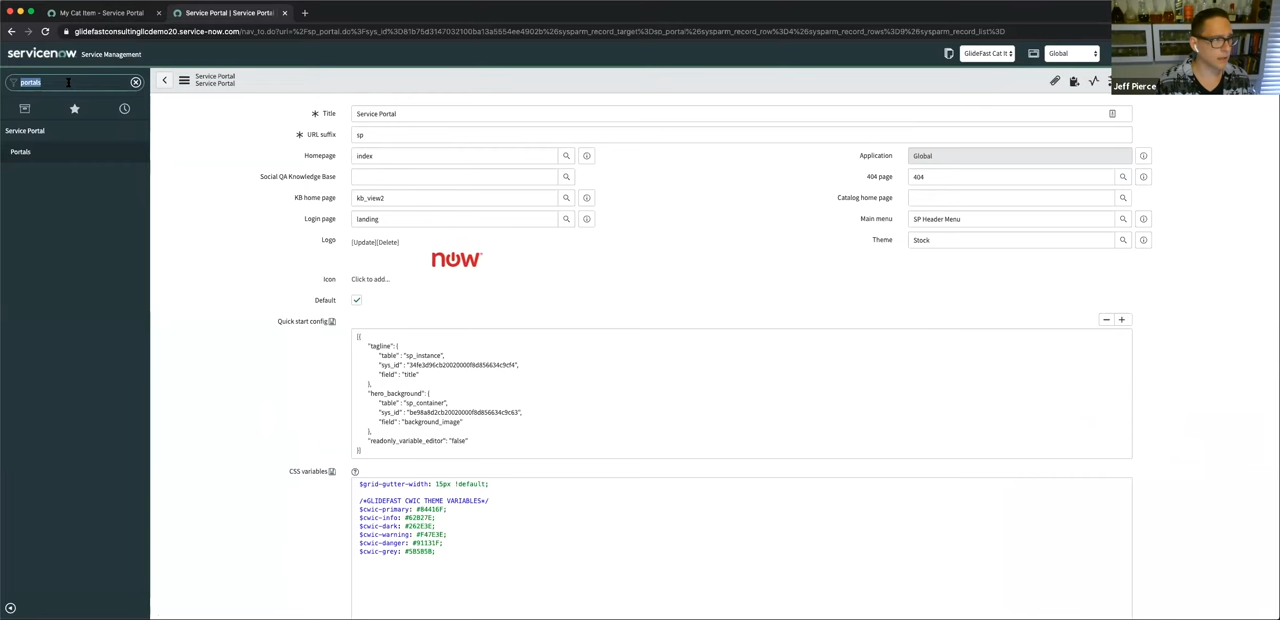 My Cat Item - Service Portal
Service Portal | Service Portal
glidefastconsultingllcdemo20.service-now.com/nav_to.do?uri=%2Fsp_portal.do%3Fsys_id%3D81b75d3147032100ba13a5554ee4902b%26sysparm_record_target%3Dsp_portal%26sysparm_record_row%3D4%26sysparm_record_rows%3D9%26sysparm_record_list%3D
servicenow Service Management
GlideFast Cat It
Global
Jeff Pierce
portals
Service Portal
Portals
Service Portal
Service Portal
Title Service Portal
URL suffix sp
Homepage index
Application Global
Social QA Knowledge Base
404 page 404
KB home page kb_view2
Catalog home page
Login page landing
Main menu SP Header Menu
Logo [Update][Delete]
Theme Stock
now
Icon Click to add...
Default
Quick start config
[{
"tagline": {
"table" : "sp_instance",
"sys_id" : "34fe3d96cb20020000f8d856634c9cf4",
"field" : "title"
},
"hero_background": {
"table" : "sp_container",
"sys_id" : "be98a8d2cb20020000f8d856634c9c63",
"field" : "background_image"
},
"readonly_variable_editor": "false"
}]
CSS variables
$grid-gutter-width: 15px !default;
/*GLIDEFAST CWIC THEME VARIABLES*/
$cwic-primary: #84416F;
$cwic-info: #62B27E;
$cwic-dark: #262E3E;
$cwic-warning: #F47E3E;
$cwic-danger: #91131F;
$cwic-grey: #5B5B5B;